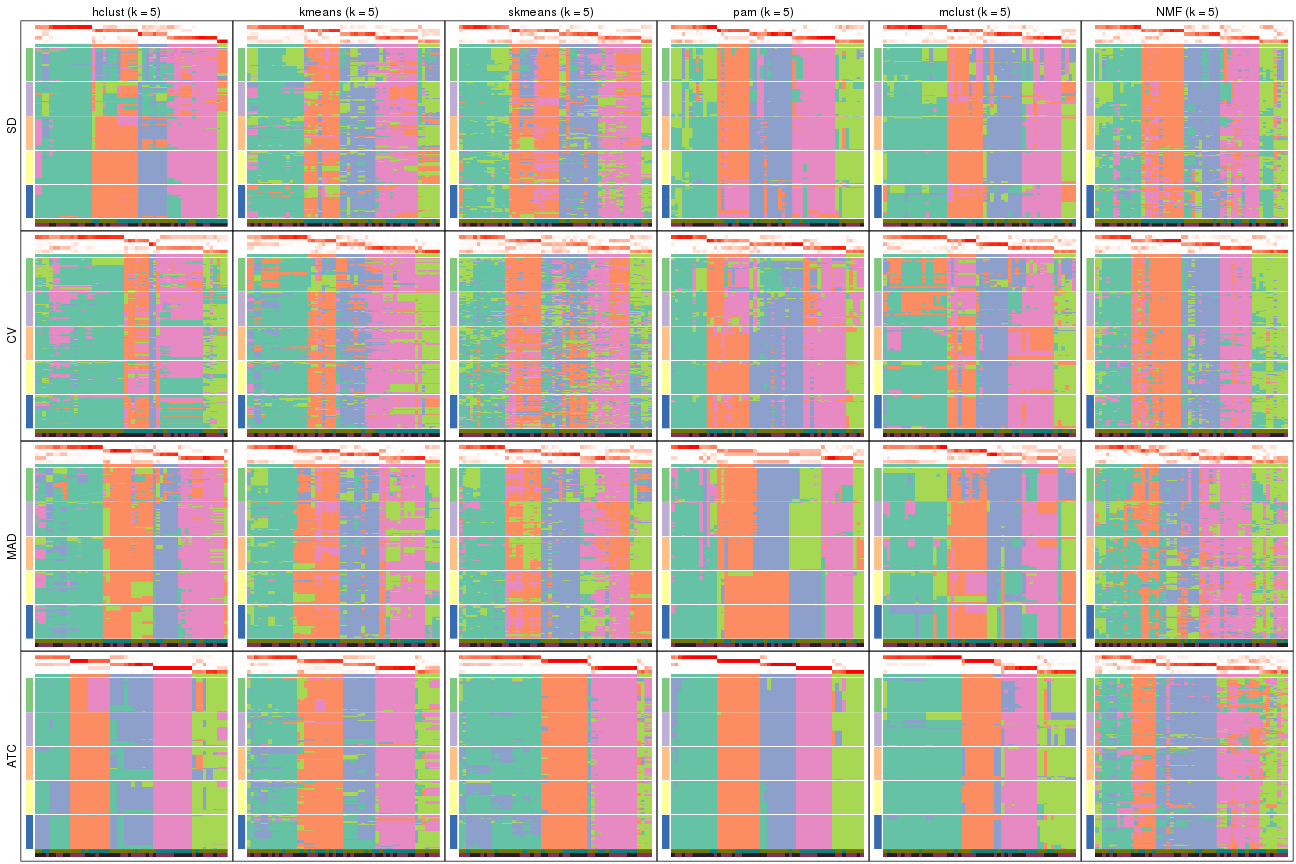 hclust (k = 5) kmeans (k = 5) skmeans (k = 5) pam (k = 5) mclust (k = 5) NMF (k = 5)
SD
CV
MAD
ATC